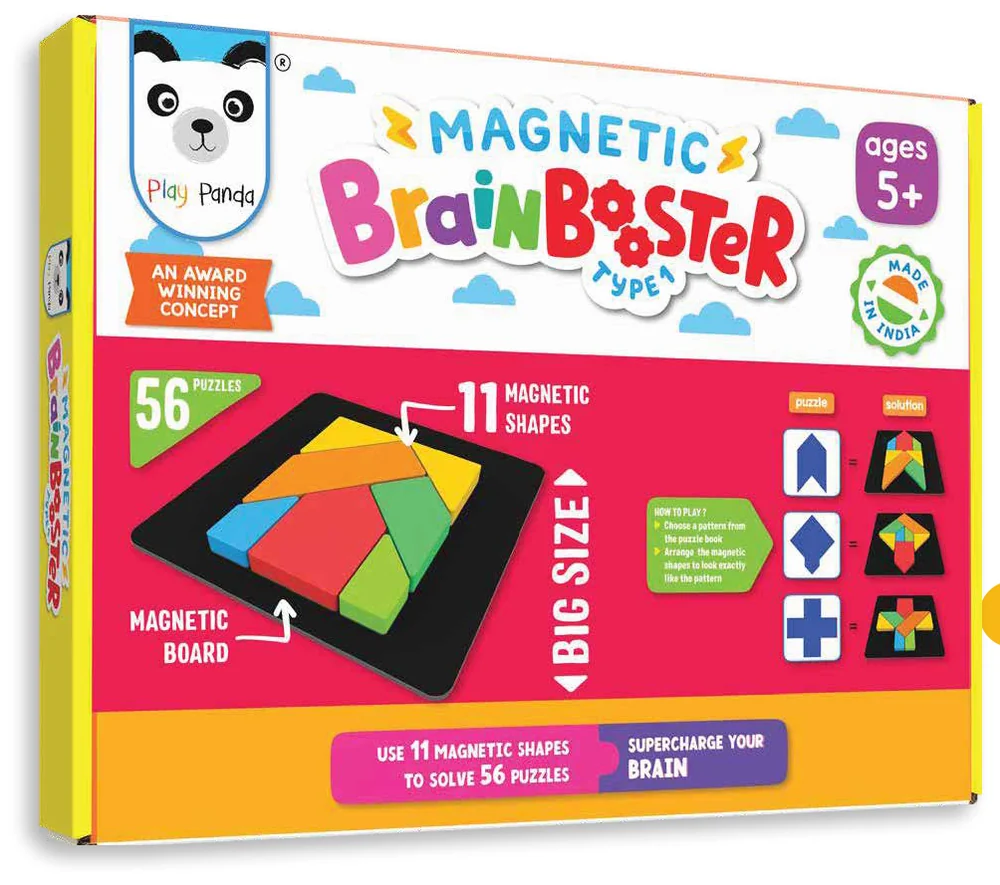 ®
Play Panda
MAGNETIC
BrainBooster
TYPE 1
ages
5+
AN AWARD
WINNING
CONCEPT
MADE
IN INDIA
56 PUZZLES
11 MAGNETIC
SHAPES
puzzle
solution
=
=
=
HOW TO PLAY ?
Choose a pattern from
the puzzle book
Arrange the magnetic
shapes to look exactly
like the pattern
BIG SIZE
MAGNETIC
BOARD
USE 11 MAGNETIC SHAPES
TO SOLVE 56 PUZZLES
SUPERCHARGE YOUR
BRAIN
MAGNETIC
BrainBooster